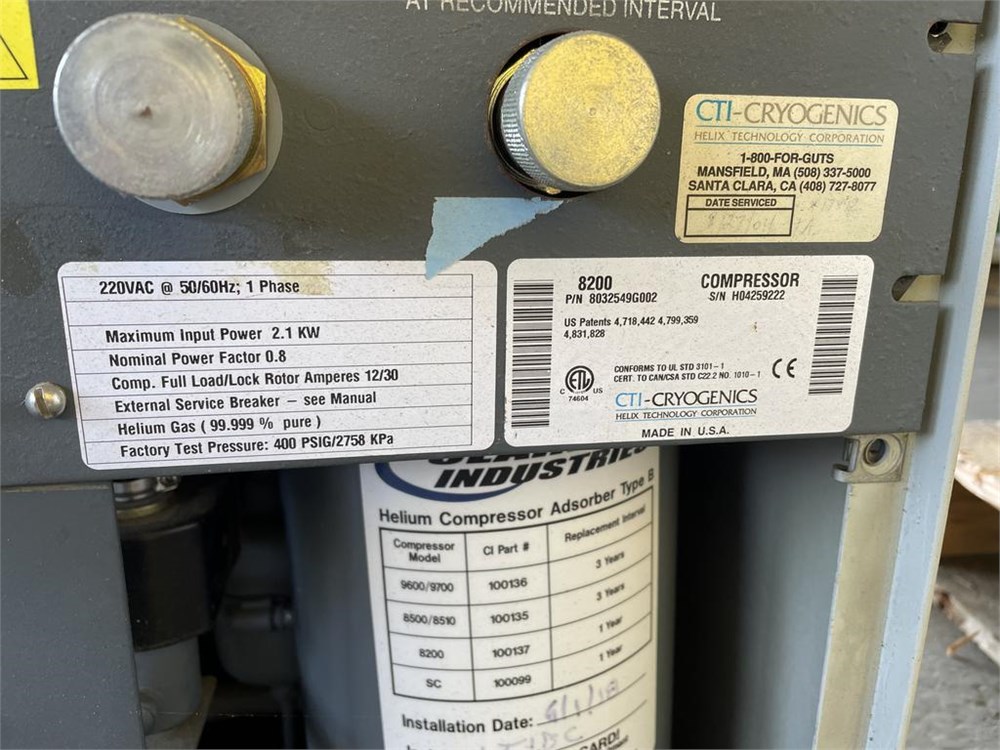 AT RECOMMENDED INTERVAL
CTI-CRYOGENICS
HELIX TECHNOLOGY CORPORATION
1-800-FOR-GUTS
MANSFIELD, MA (508) 337-5000
SANTA CLARA, CA (408) 727-8077
DATE SERVICED
220VAC @ 50/60Hz; 1 Phase
Maximum Input Power 2.1 KW
Nominal Power Factor 0.8
Comp. Full Load/Lock Rotor Amperes 12/30
External Service Breaker – see Manual
Helium Gas ( 99.999 % pure )
Factory Test Pressure: 400 PSIG/2758 KPa
8200 COMPRESSOR
P/N 8032549G002 S/N H04259222
US Patents 4,718,442 4,799,359
4,831,828
C ETL US
74604
CONFORMS TO UL STD 3101-1
CERT. TO CAN/CSA STD C22.2 NO. 1010-1
CE
CTI-CRYOGENICS
HELIX TECHNOLOGY CORPORATION
MADE IN U.S.A.
INDUSTRIES
Helium Compressor Adsorber Type B
Compressor Model CI Part # Replacement Interval
9600/9700 100136 3 Years
8500/8510 100135 3 Years
8200 100137 1 Year
SC 100099 1 Year
Installation Date: